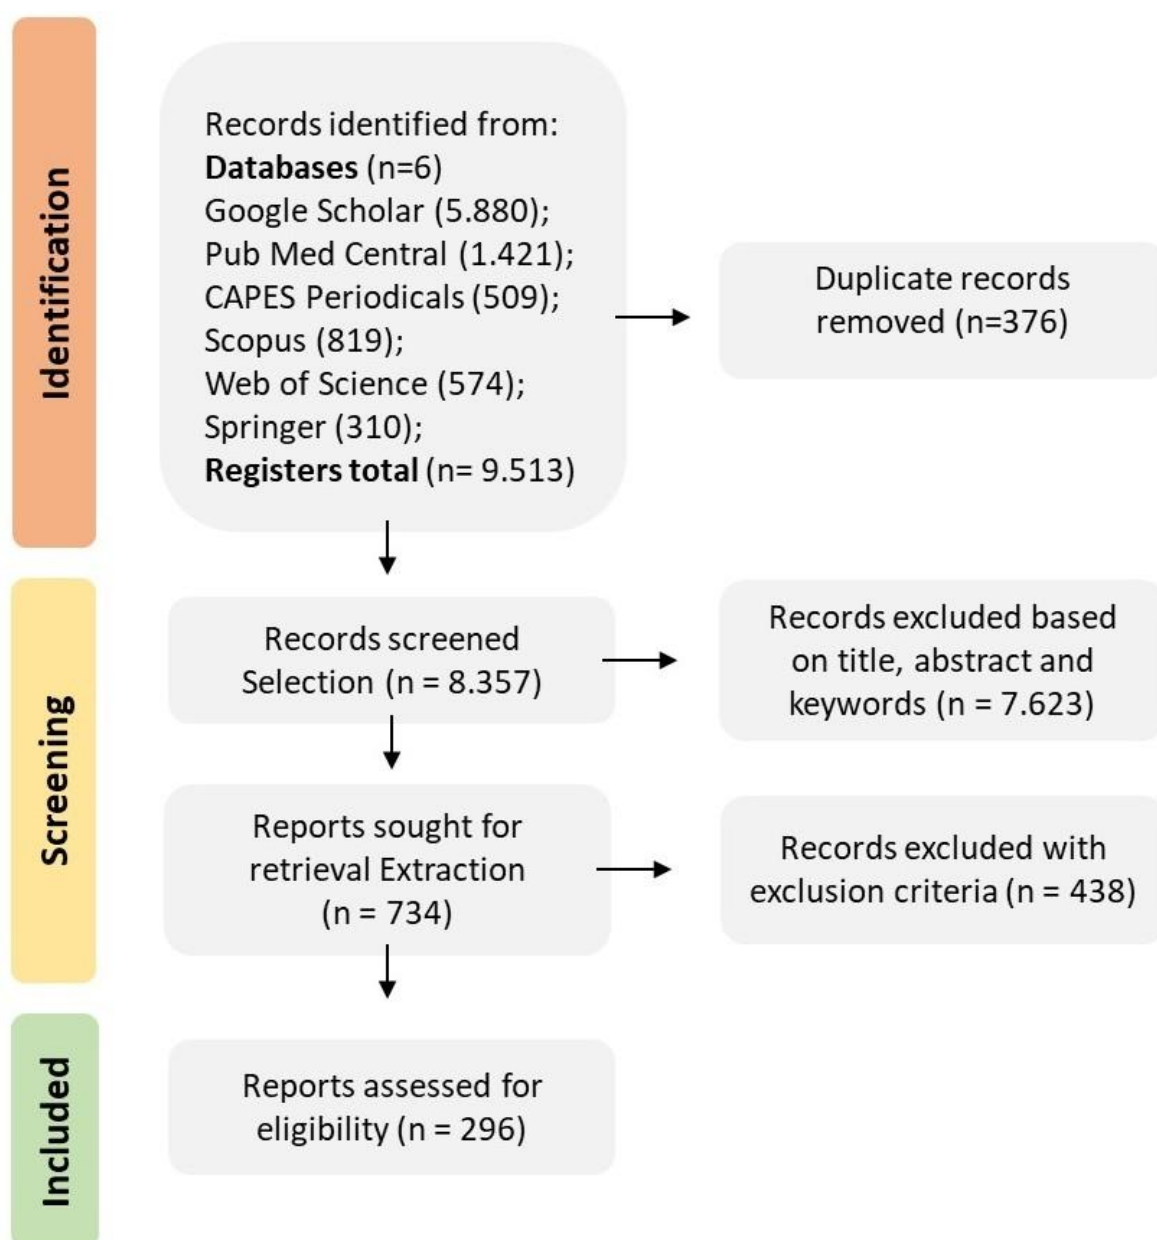 Identification
Records identified from:
Databases (n=6)
Google Scholar (5.880);
Pub Med Central (1.421);
CAPES Periodicals (509);
Scopus (819);
Web of Science (574);
Springer (310);
Registers total (n= 9.513)
Duplicate records
removed (n=376)
Screening
Records screened
Selection (n = 8.357)
Records excluded based
on title, abstract and
keywords (n = 7.623)
Reports sought for
retrieval Extraction
(n = 734)
Records excluded with
exclusion criteria (n = 438)
Included
Reports assessed for
eligibility (n = 296)